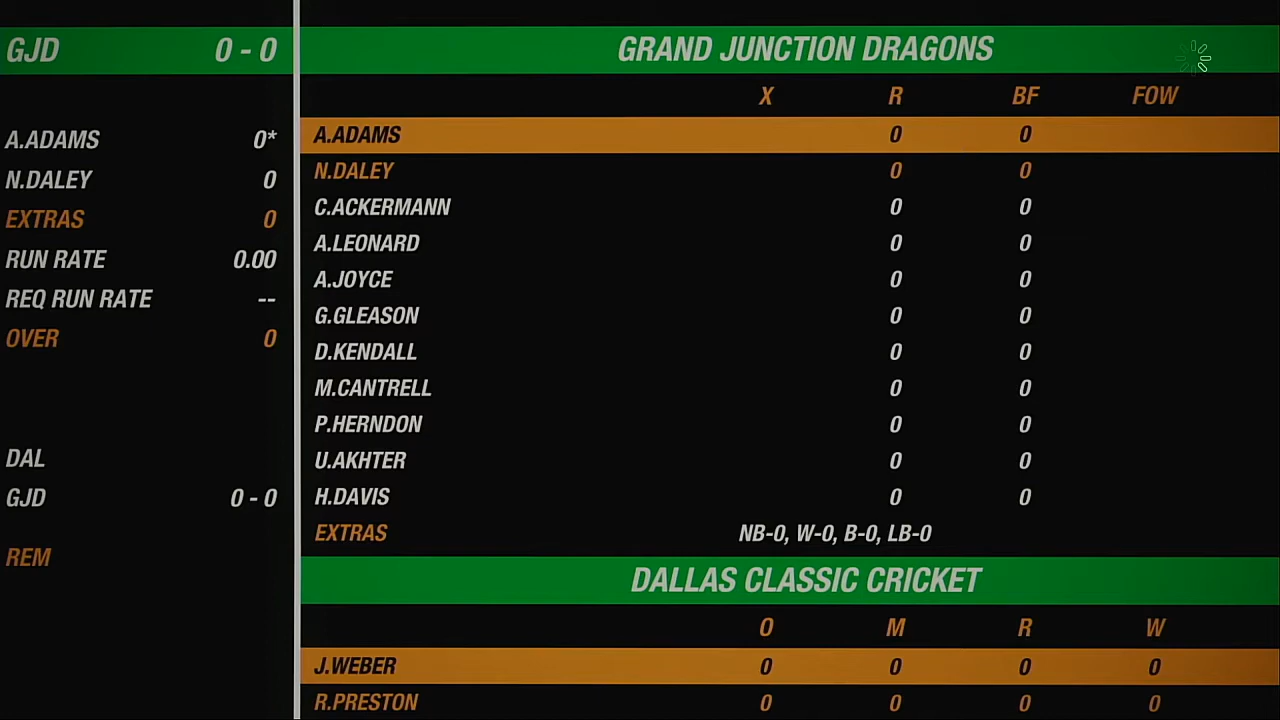 GJD 0 - 0
A.ADAMS 0*
N.DALEY 0
EXTRAS 0
RUN RATE 0.00
REQ RUN RATE --
OVER 0
DAL
GJD 0 - 0
REM
GRAND JUNCTION DRAGONS
X R BF FOW
A.ADAMS 0 0
N.DALEY 0 0
C.ACKERMANN 0 0
A.LEONARD 0 0
A.JOYCE 0 0
G.GLEASON 0 0
D.KENDALL 0 0
M.CANTRELL 0 0
P.HERNDON 0 0
U.AKHTER 0 0
H.DAVIS 0 0
EXTRAS NB-0, W-0, B-0, LB-0
DALLAS CLASSIC CRICKET
O M R W
J.WEBER 0 0 0 0
R.PRESTON 0 0 0 0